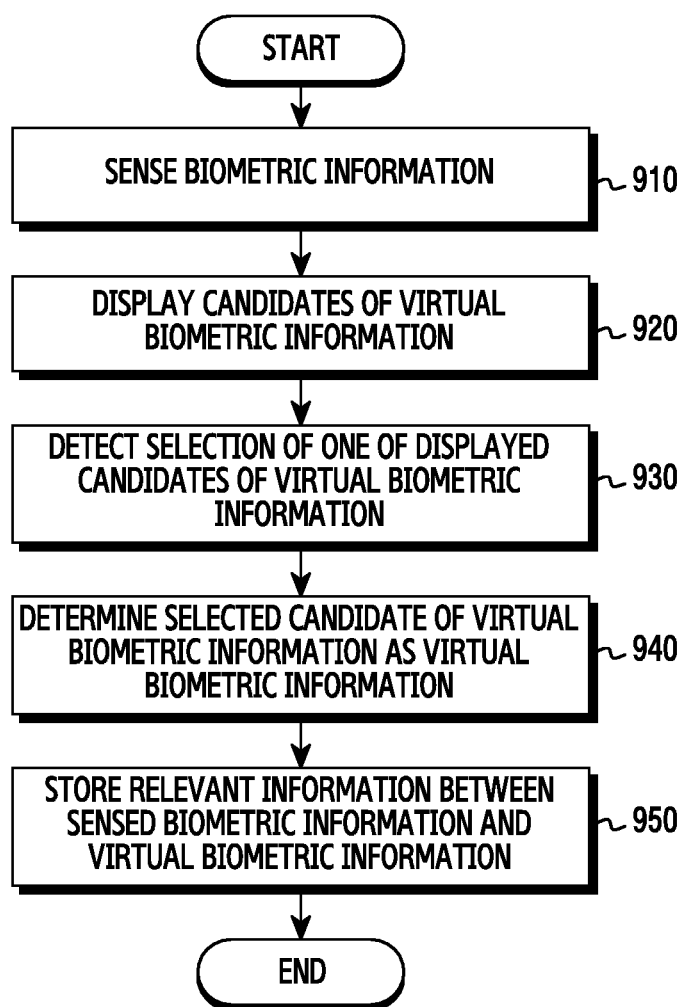 START
SENSE BIOMETRIC INFORMATION
910
DISPLAY CANDIDATES OF VIRTUAL
BIOMETRIC INFORMATION
920
DETECT SELECTION OF ONE OF DISPLAYED
CANDIDATES OF VIRTUAL BIOMETRIC
INFORMATION
930
DETERMINE SELECTED CANDIDATE OF VIRTUAL
BIOMETRIC INFORMATION AS VIRTUAL
BIOMETRIC INFORMATION
940
STORE RELEVANT INFORMATION BETWEEN
SENSED BIOMETRIC INFORMATION AND
VIRTUAL BIOMETRIC INFORMATION
950
END